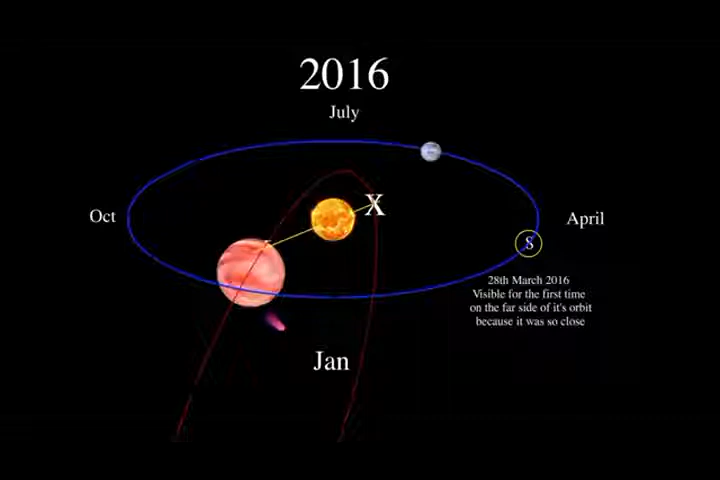 2016
July
Oct
X
April
S
28th March 2016
Visible for the first time
on the far side of it's orbit
because it was so close
Jan